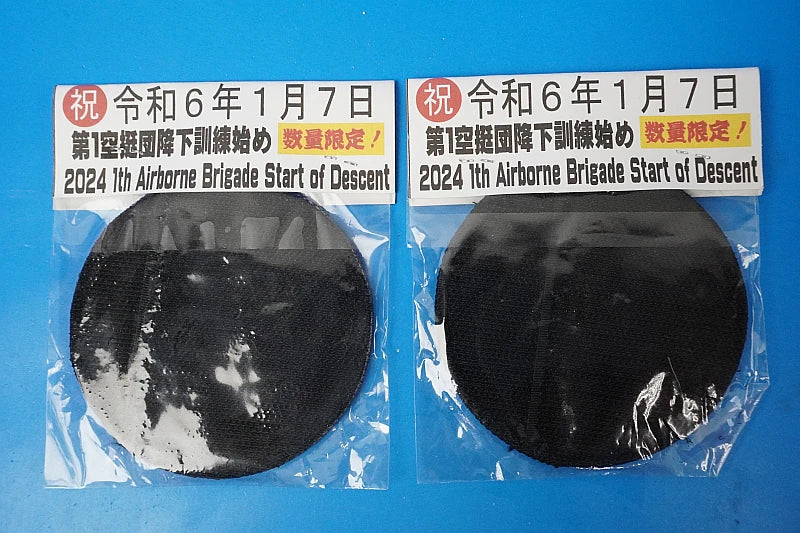 祝 令和6年1月7日
第1空挺団降下訓練始め 数量限定!
2024 1th Airborne Brigade Start of Descent
祝 令和6年1月7日
第1空挺団降下訓練始め 数量限定!
2024 1th Airborne Brigade Start of Descent